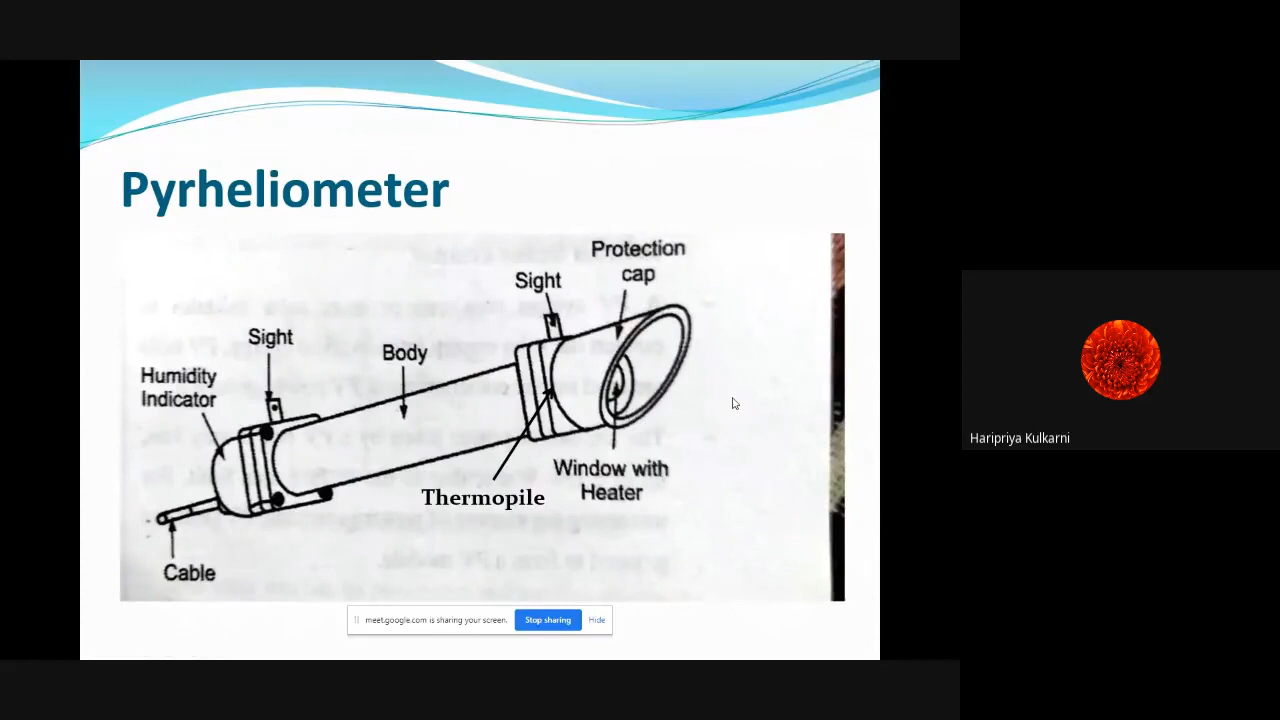 Pyrheliometer
Protection
cap
Sight
Sight
Body
Humidity
Indicator
Window with
Heater
Thermopile
Cable
meet.google.com is sharing your screen.
Stop sharing
Hide
Haripriya Kulkarni